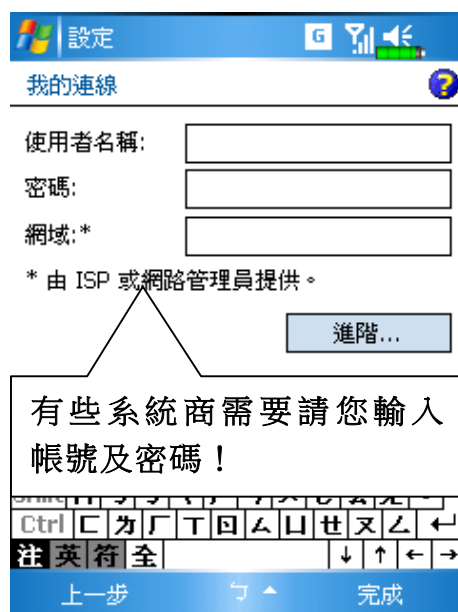 設定
G
我的連線
使用者名稱:
密碼:
網域:*
* 由 ISP 或網路管理員提供。
進階...
有些系統商需要請您輸入
帳號及密碼！
Ctrl ㄈ ㄌ ㄏ ㄒ ㄖ ㄙ ㄩ ㄝ ㄡ ㄥ ↵
注 英 符 全 ↓ ↑ ← →
上一步 ㄅ 完成